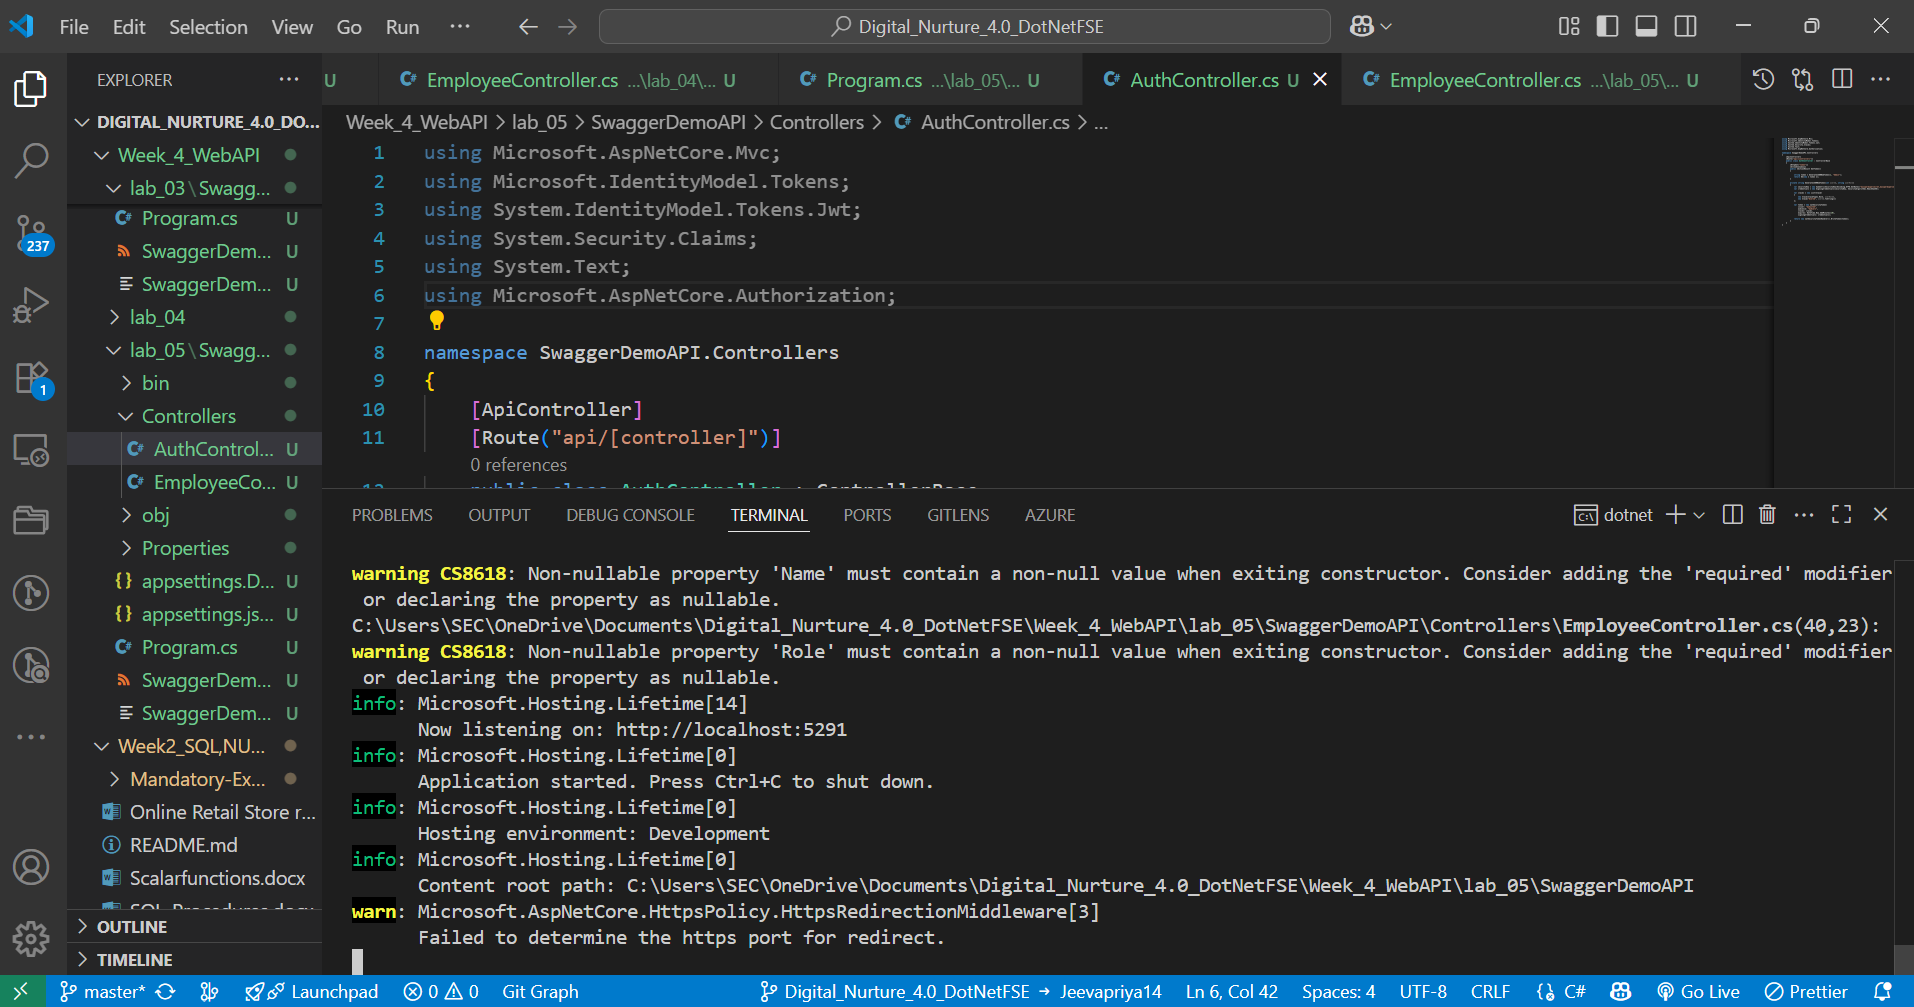 File Edit Selection View Go Run ··· Digital_Nurture_4.0_DotNetFSE
EXPLORER ···
U EmployeeController.cs ...\lab_04\... U Program.cs ...\lab_05\... U AuthController.cs U EmployeeController.cs ...\lab_05\... U
Week_4_WebAPI > lab_05 > SwaggerDemoAPI > Controllers > AuthController.cs > ...
DIGITAL_NURTURE_4.0_DO...
Week_4_WebAPI
lab_03\Swagg...
Program.cs U
SwaggerDem... U
SwaggerDem... U
lab_04
lab_05\Swagg...
bin
Controllers
AuthControl... U
EmployeeCo... U
obj
Properties
appsettings.D... U
appsettings.js... U
Program.cs U
SwaggerDem... U
SwaggerDem... U
Week2_SQL,NU...
Mandatory-Ex...
Online Retail Store r...
README.md
Scalarfunctions.docx
SQL_Procedures.docx
OUTLINE
TIMELINE
237
1
1 using Microsoft.AspNetCore.Mvc;
2 using Microsoft.IdentityModel.Tokens;
3 using System.IdentityModel.Tokens.Jwt;
4 using System.Security.Claims;
5 using System.Text;
6 using Microsoft.AspNetCore.Authorization;
7
8 namespace SwaggerDemoAPI.Controllers
9 {
10 [ApiController]
11 [Route("api/[controller]")]
0 references
12 public class AuthController : ControllerBase
PROBLEMS OUTPUT DEBUG CONSOLE TERMINAL PORTS GITLENS AZURE dotnet
warning CS8618: Non-nullable property 'Name' must contain a non-null value when exiting constructor. Consider adding the 'required' modifier
or declaring the property as nullable.
C:\Users\SEC\OneDrive\Documents\Digital_Nurture_4.0_DotNetFSE\Week_4_WebAPI\lab_05\SwaggerDemoAPI\Controllers\EmployeeController.cs(40,23):
warning CS8618: Non-nullable property 'Role' must contain a non-null value when exiting constructor. Consider adding the 'required' modifier
or declaring the property as nullable.
info: Microsoft.Hosting.Lifetime[14]
Now listening on: http://localhost:5291
info: Microsoft.Hosting.Lifetime[0]
Application started. Press Ctrl+C to shut down.
info: Microsoft.Hosting.Lifetime[0]
Hosting environment: Development
info: Microsoft.Hosting.Lifetime[0]
Content root path: C:\Users\SEC\OneDrive\Documents\Digital_Nurture_4.0_DotNetFSE\Week_4_WebAPI\lab_05\SwaggerDemoAPI
warn: Microsoft.AspNetCore.HttpsPolicy.HttpsRedirectionMiddleware[3]
Failed to determine the https port for redirect.
master* Launchpad 0 0 Git Graph Digital_Nurture_4.0_DotNetFSE → Jeevapriya14 Ln 6, Col 42 Spaces: 4 UTF-8 CRLF {} C# Go Live Prettier